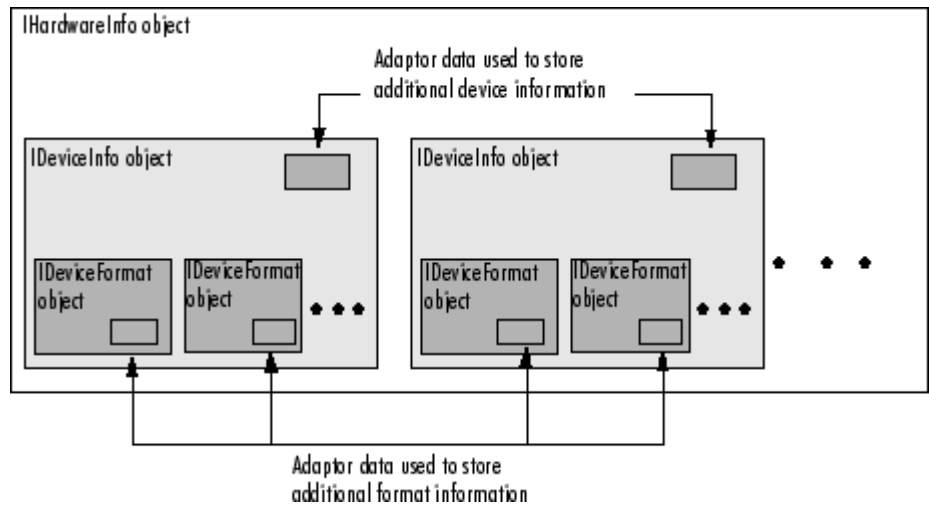 IHardwareInfo object
Adaptor data used to store
additional device information
IDeviceInfo object
IDeviceInfo object
IDeviceFormat
object
IDeviceFormat
object
IDeviceFormat
object
IDeviceFormat
object
Adaptor data used to store
additional format information